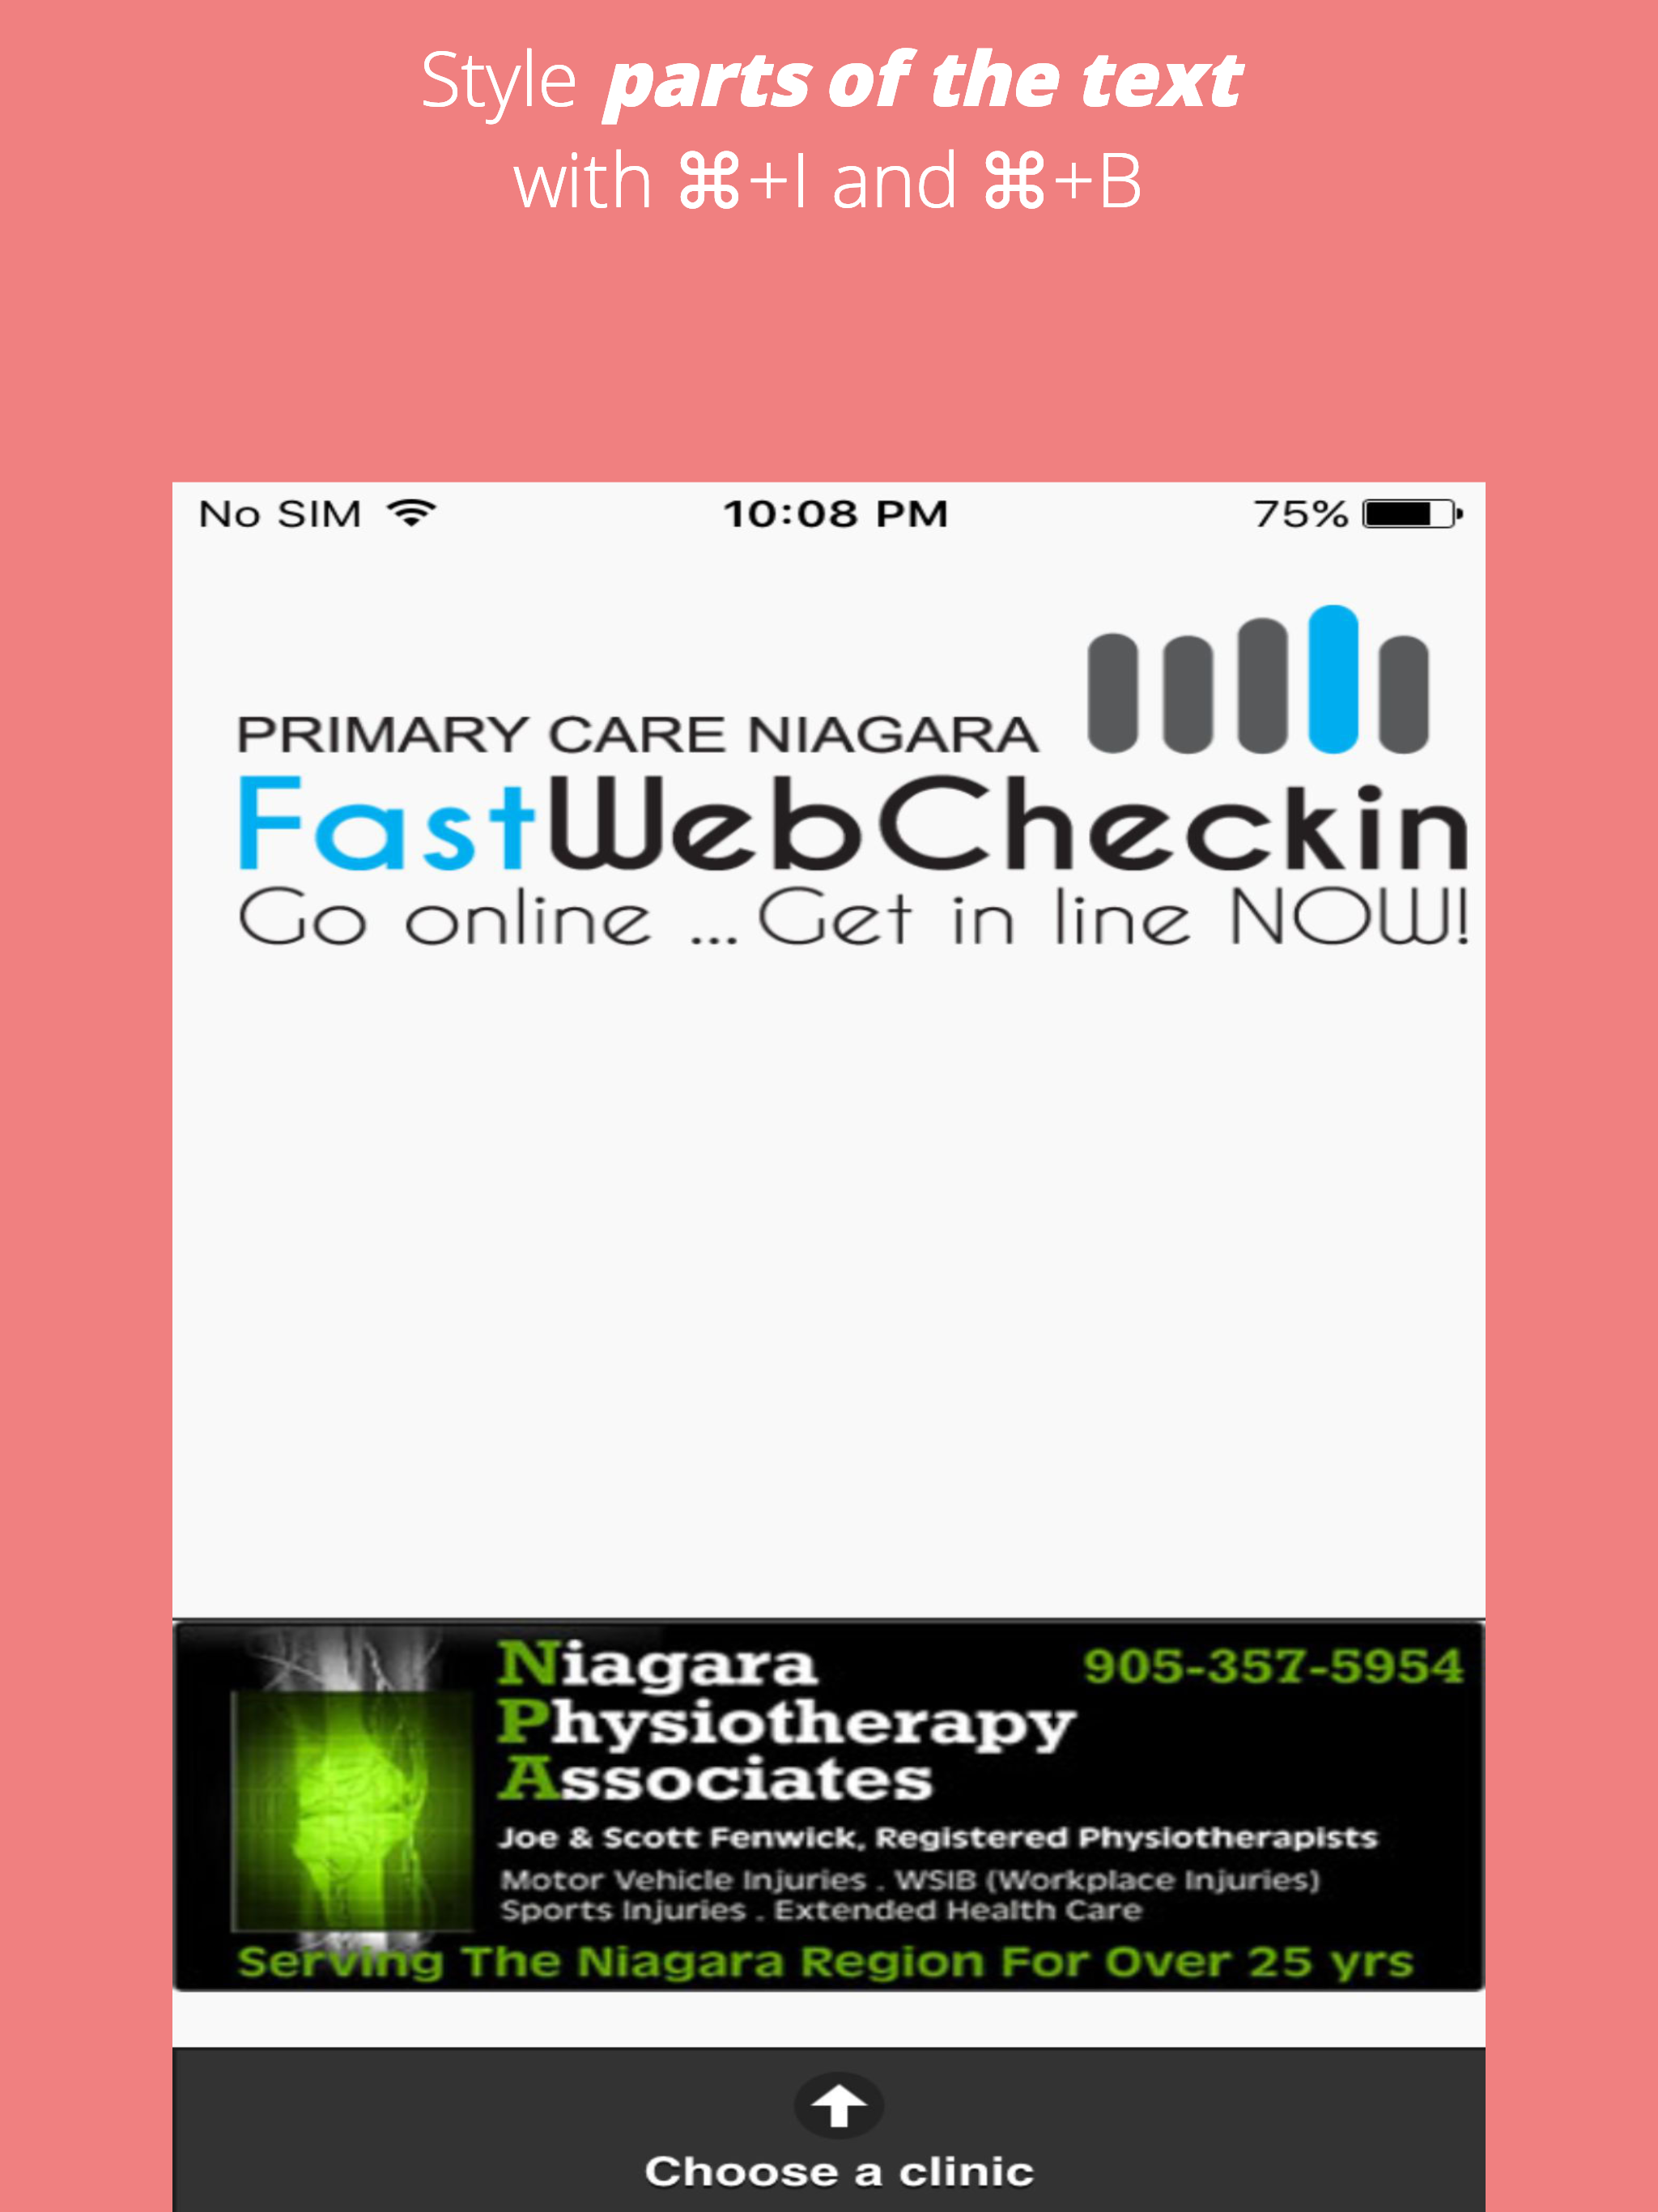 Style parts of the text
with ⌘+I and ⌘+B
No SIM 10:08 PM 75%
PRIMARY CARE NIAGARA
FastWebCheckin
Go online ... Get in line NOW!
Niagara 905-357-5954
Physiotherapy
Associates
Joe & Scott Fenwick, Registered Physiotherapists
Motor Vehicle Injuries . WSIB (Workplace Injuries)
Sports Injuries . Extended Health Care
Serving The Niagara Region For Over 25 yrs
Choose a clinic